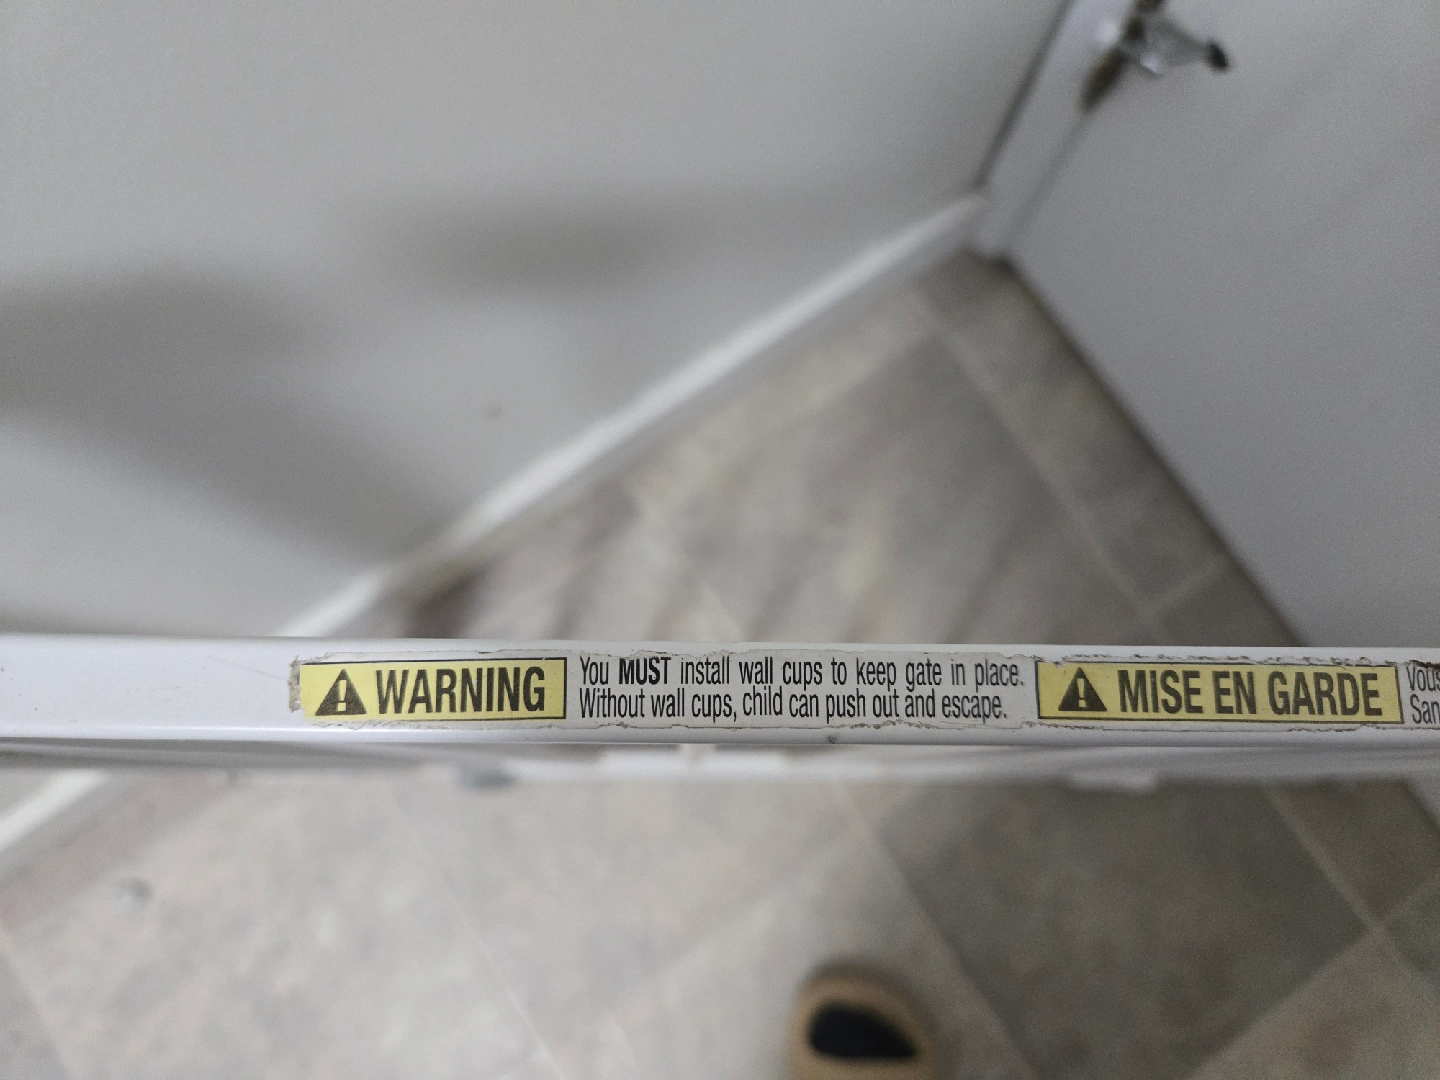 WARNING
You MUST install wall cups to keep gate in place.
Without wall cups, child can push out and escape.
MISE EN GARDE
Vous